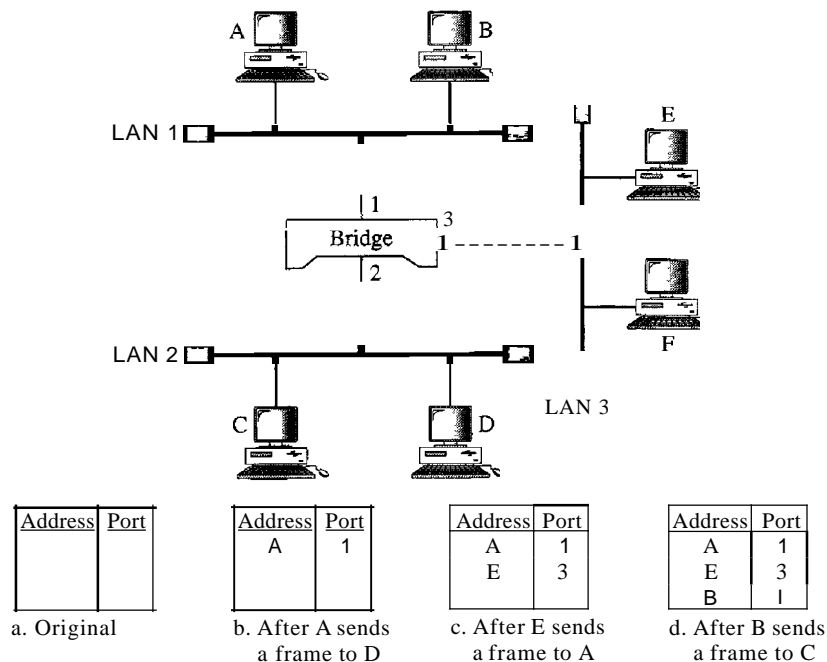 A
B
LAN 1
E
1
3
Bridge
1 – – – – – – 1
2
F
LAN 2
C
D
LAN 3
Address Port
a. Original
Address Port
A 1
b. After A sends
a frame to D
Address Port
A 1
E 3
c. After E sends
a frame to A
Address Port
A 1
E 3
B I
d. After B sends
a frame to C